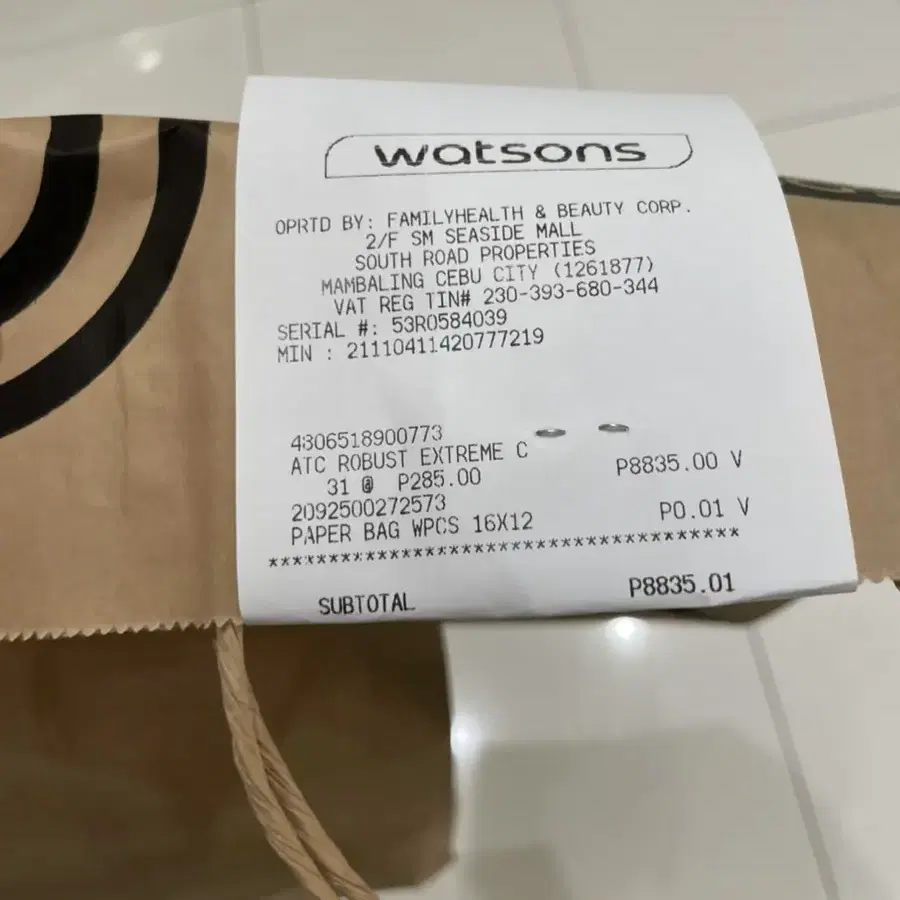 watsons
OPRTD BY: FAMILYHEALTH & BEAUTY CORP.
2/F SM SEASIDE MALL
SOUTH ROAD PROPERTIES
MAMBALING CEBU CITY (1261877)
VAT REG TIN# 230-393-680-344
SERIAL #: 53R0584039
MIN : 21110411420777219
4806518900773
ATC ROBUST EXTREME C
31 @ P285.00 P8835.00 V
2092500272573
PAPER BAG WPCS 16X12 P0.01 V
****************************************
SUBTOTAL P8835.01